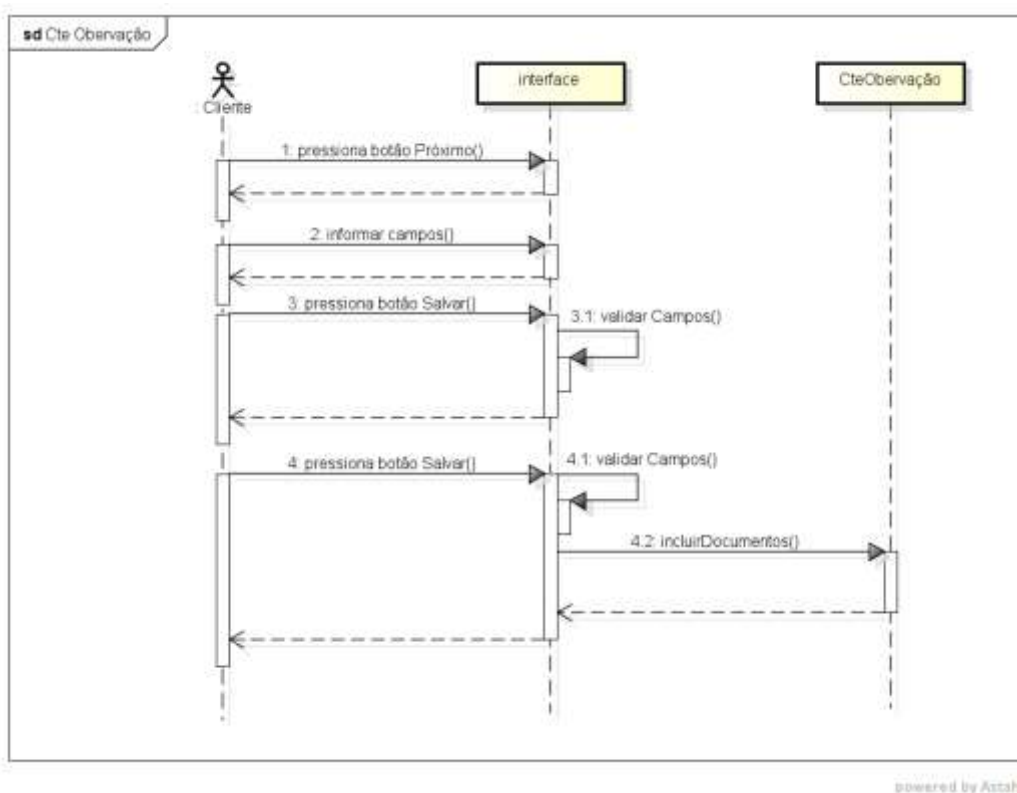 sd Cte Obervação
: Cliente
interface
CteObervação
1: pressiona botão Próximo()
2: informar campos()
3: pressiona botão Salvar()
3.1: validar Campos()
4: pressiona botão Salvar()
4.1: validar Campos()
4.2: incluirDocumentos()
powered by Astah